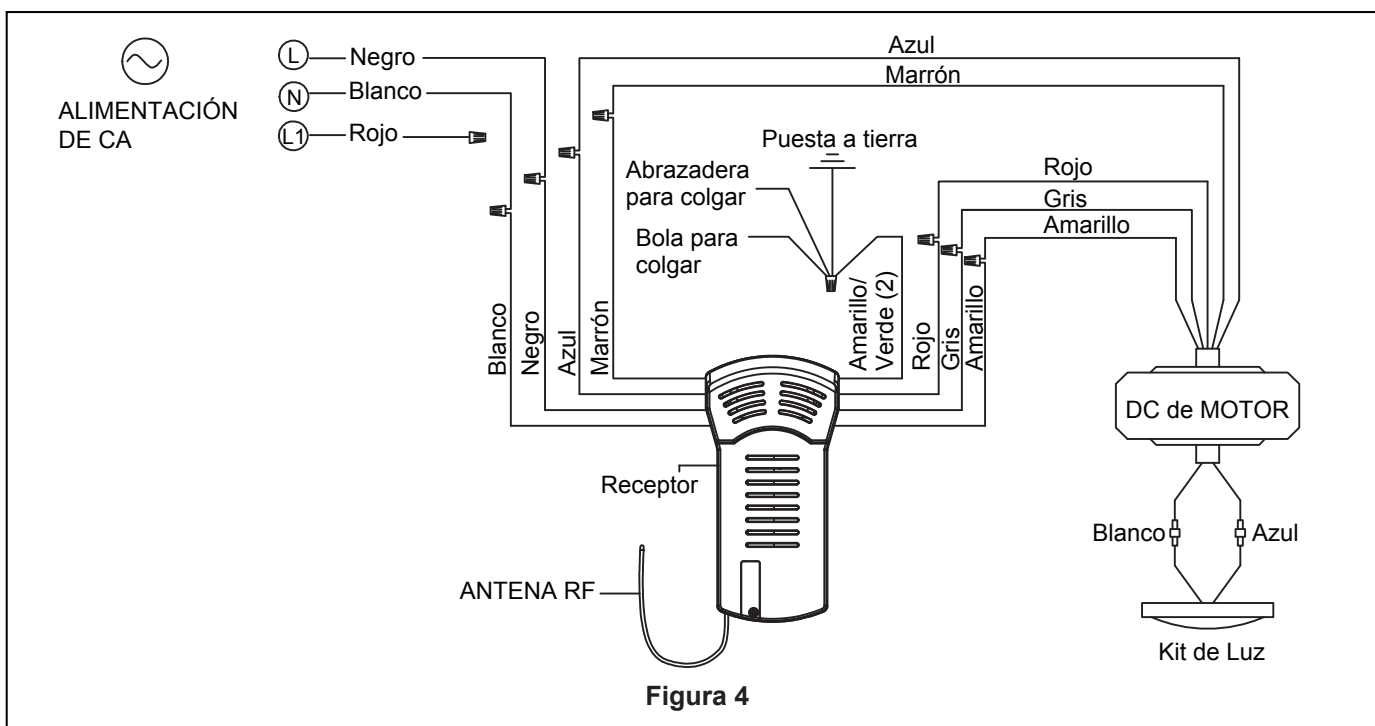 ALIMENTACIÓN
DE CA
L
Negro
N
Blanco
L1
Rojo
Azul
Marrón
Puesta a tierra
Abrazadera
para colgar
Bola para
colgar
Rojo
Gris
Amarillo
Blanco
Negro
Azul
Marrón
Amarillo/
Verde (2)
Rojo
Gris
Amarillo
DC de MOTOR
Receptor
Blanco
Azul
ANTENA RF
Kit de Luz
Figura 4